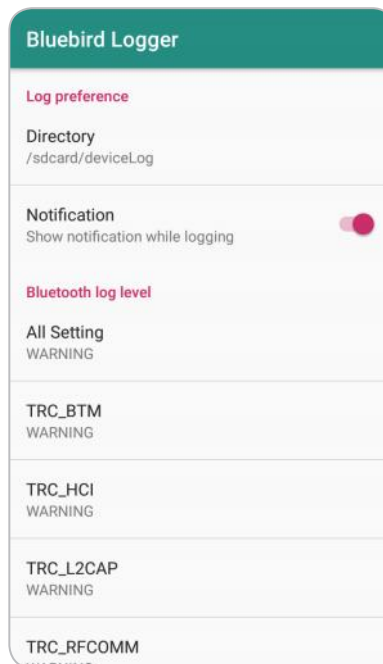 Bluebird Logger
Log preference
Directory
/sdcard/deviceLog
Notification
Show notification while logging
Bluetooth log level
All Setting
WARNING
TRC_BTM
WARNING
TRC_HCI
WARNING
TRC_L2CAP
WARNING
TRC_RFCOMM